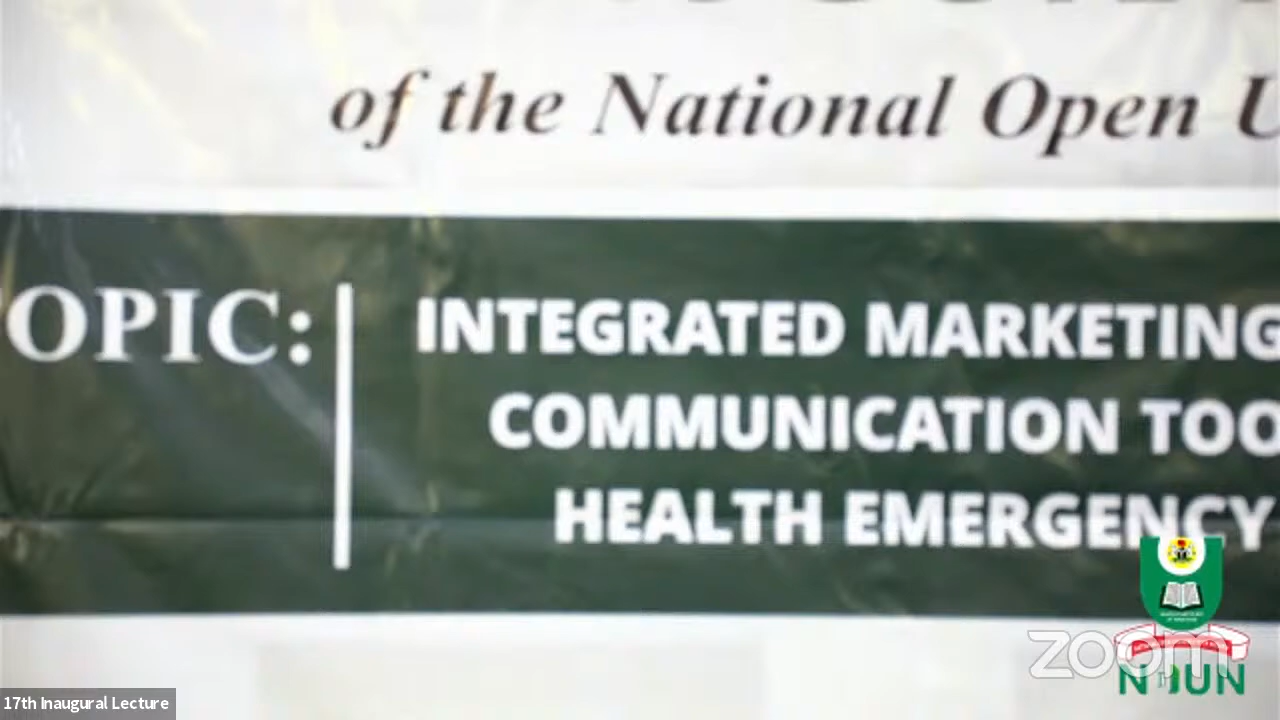 of the National Open U
OPIC:
INTEGRATED MARKETING
COMMUNICATION TOO
HEALTH EMERGENCY
zoom
NOUN
17th Inaugural Lecture